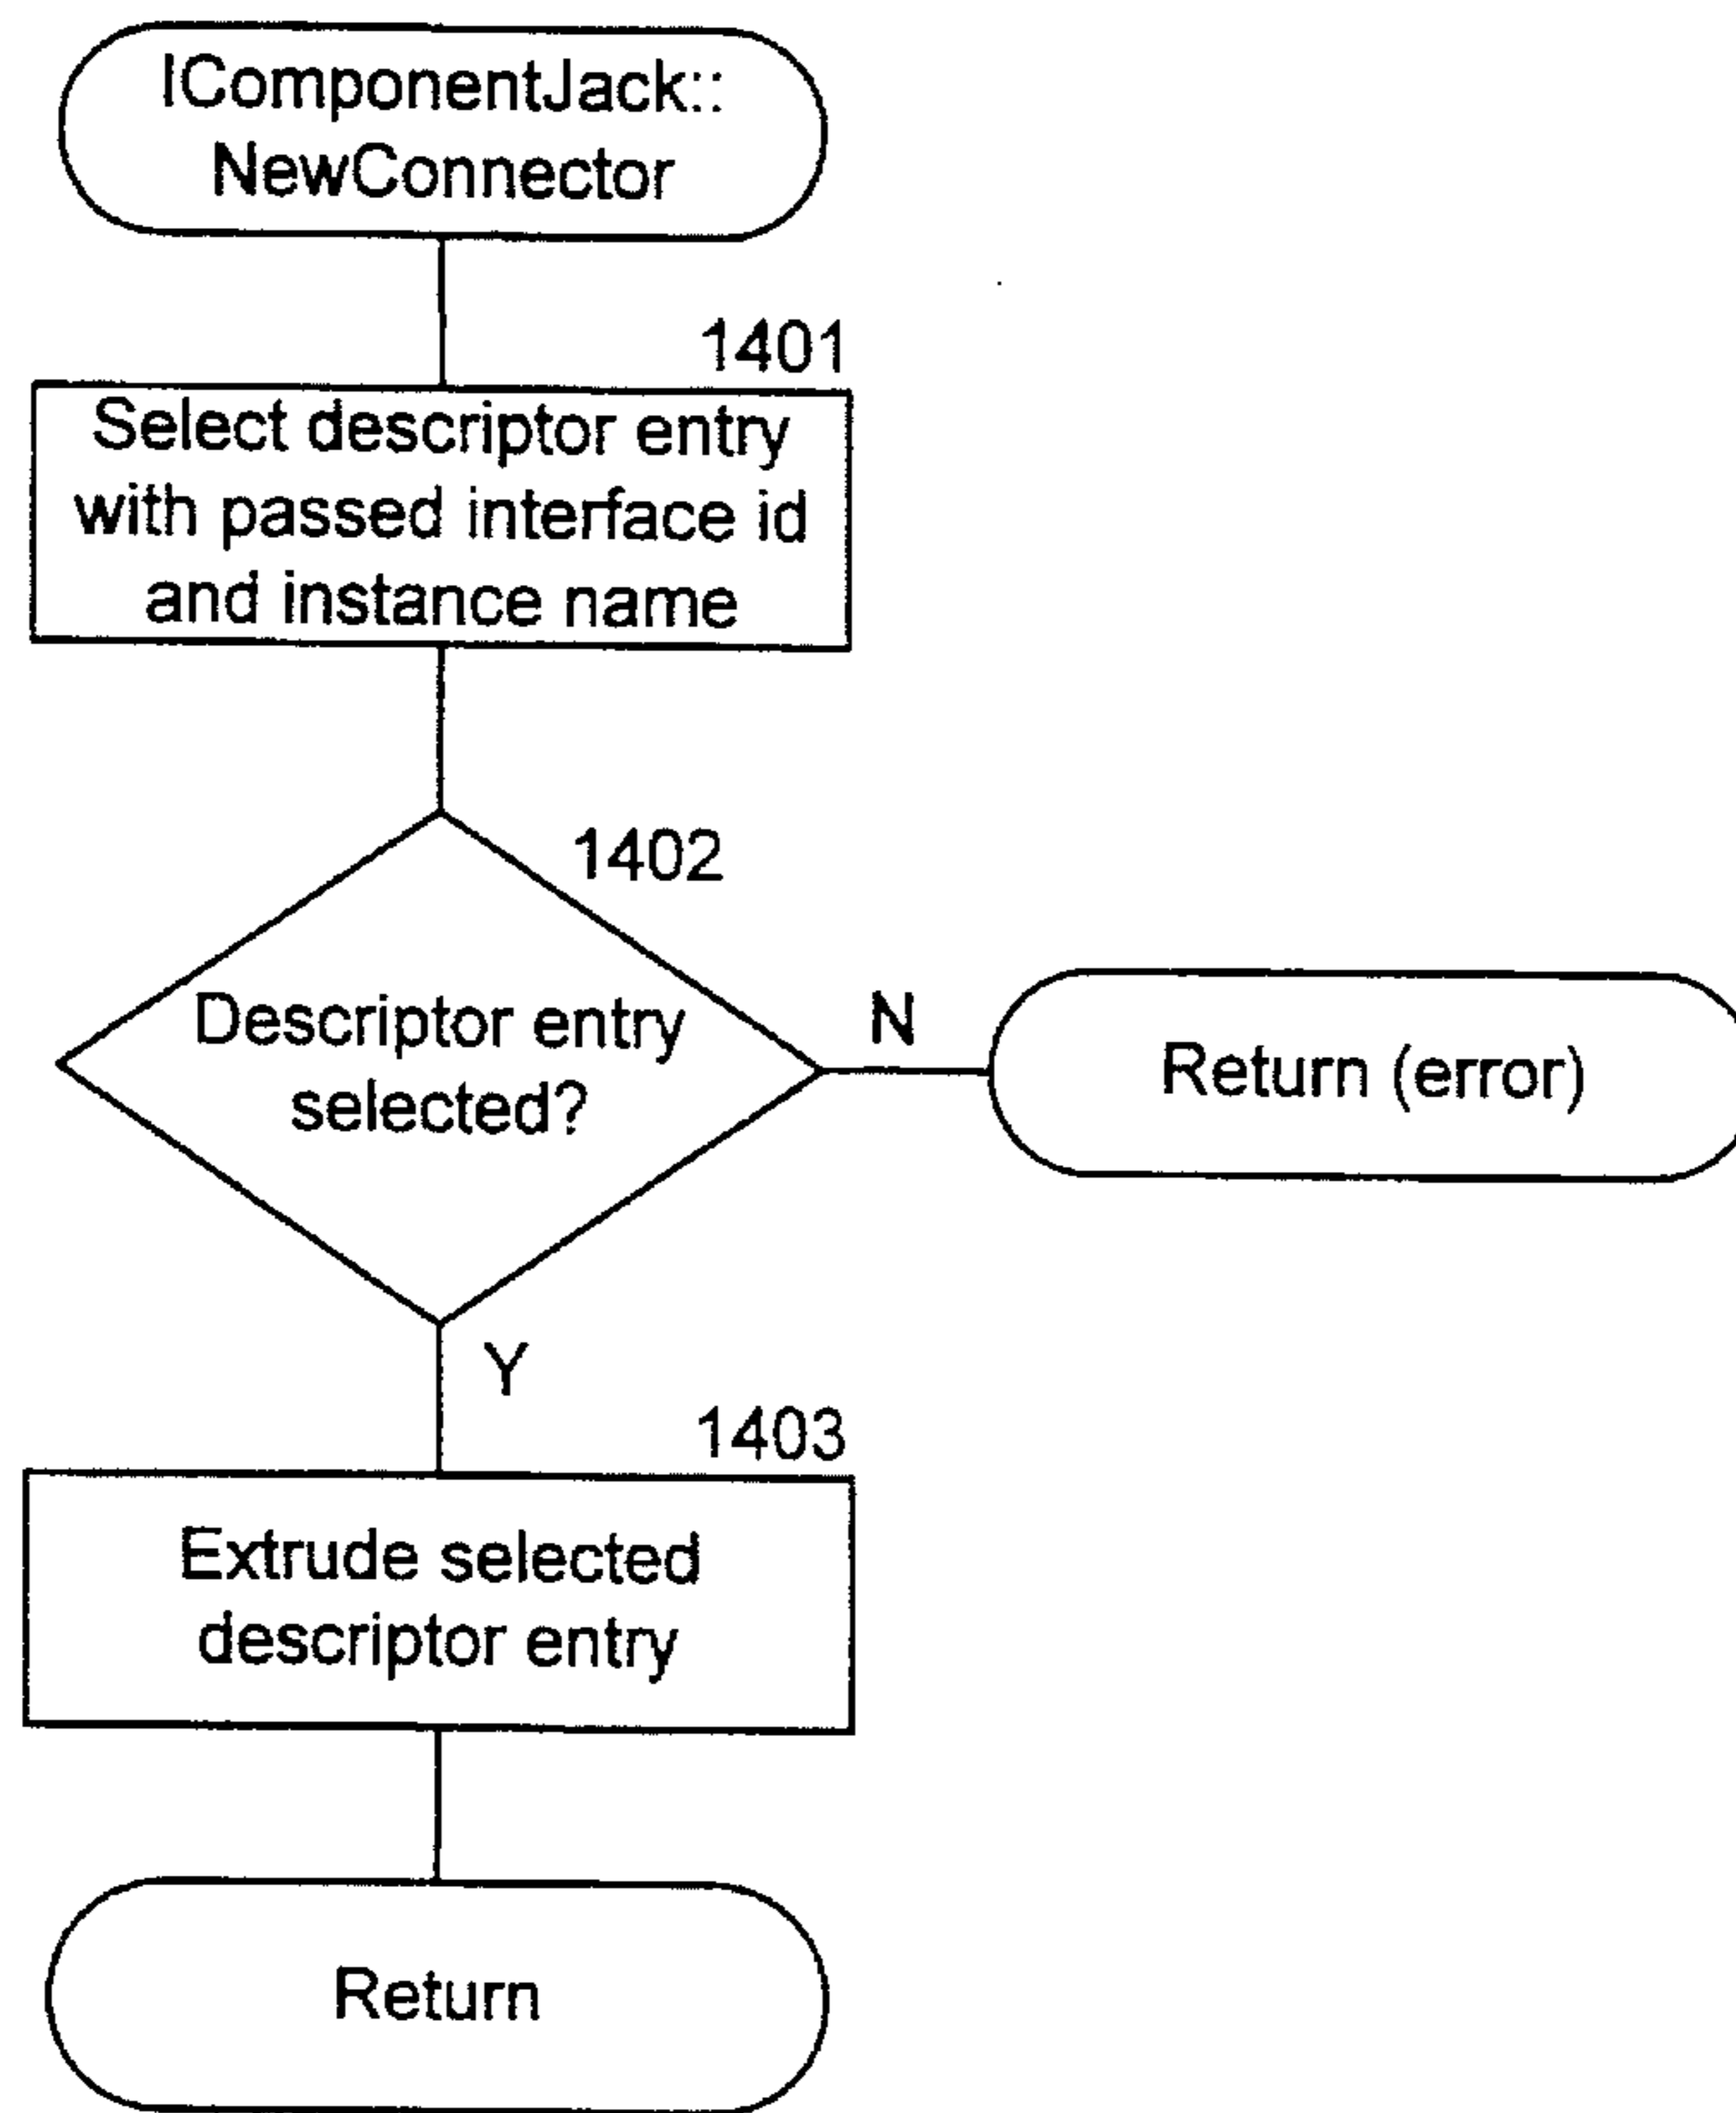 IComponentJack::
NewConnector
1401
Select descriptor entry
with passed interface id
and instance name
1402
Descriptor entry
selected?
N
Return (error)
Y
1403
Extrude selected
descriptor entry
Return